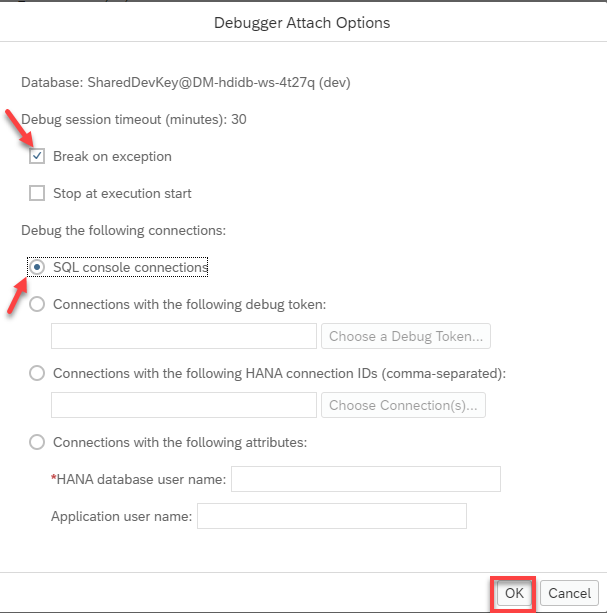 Debugger Attach Options
Database: SharedDevKey@DM-hdidb-ws-4t27q (dev)
Debug session timeout (minutes): 30
Break on exception
Stop at execution start
Debug the following connections:
SQL console connections
Connections with the following debug token:
Choose a Debug Token...
Connections with the following HANA connection IDs (comma-separated):
Choose Connection(s)...
Connections with the following attributes:
*HANA database user name:
Application user name:
OK Cancel